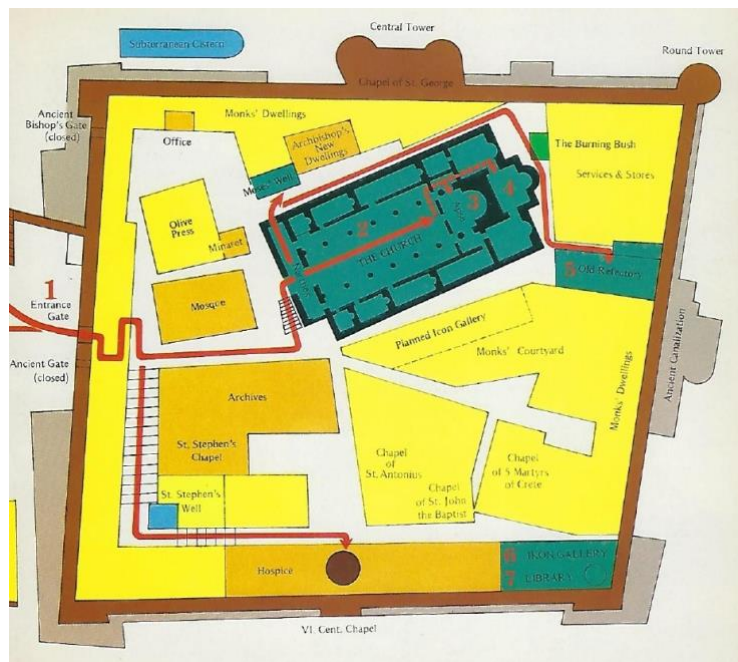 Central Tower
Subterranean Cistern
Round Tower
Chapel of St. George
Ancient
Bishop's Gate
(closed)
Monks' Dwellings
Office
Archbishop's
New
Dwellings
The Burning Bush
Services & Stores
Moses' Well
4
3
Apse
Olive
Press
Minaret
2
THE CHURCH
Narthex
5 Old Refectory
1
Entrance
Gate
Mosque
Planned Icon Gallery
Monks' Courtyard
Ancient Canalization
Ancient Gate
(closed)
Monks' Dwellings
Archives
St. Stephen's
Chapel
Chapel
of
St. Antonius
Chapel
of 5 Martyrs
of Crete
Chapel
of St. John
the Baptist
St. Stephen's
Well
6 IKON GALLERY
7 LIBRARY
Hospice
VI. Cent. Chapel